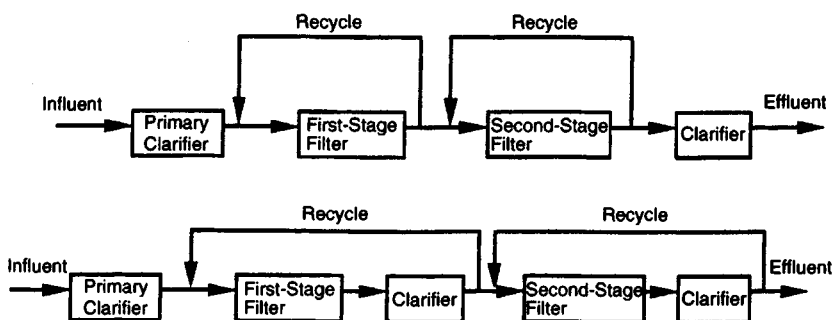 Recycle
Recycle
Influent
Effluent
Primary
Clarifier
First-Stage
Filter
Second-Stage
Filter
Clarifier
Recycle
Recycle
Influent
Effluent
Primary
Clarifier
First-Stage
Filter
Clarifier
Second-Stage
Filter
Clarifier